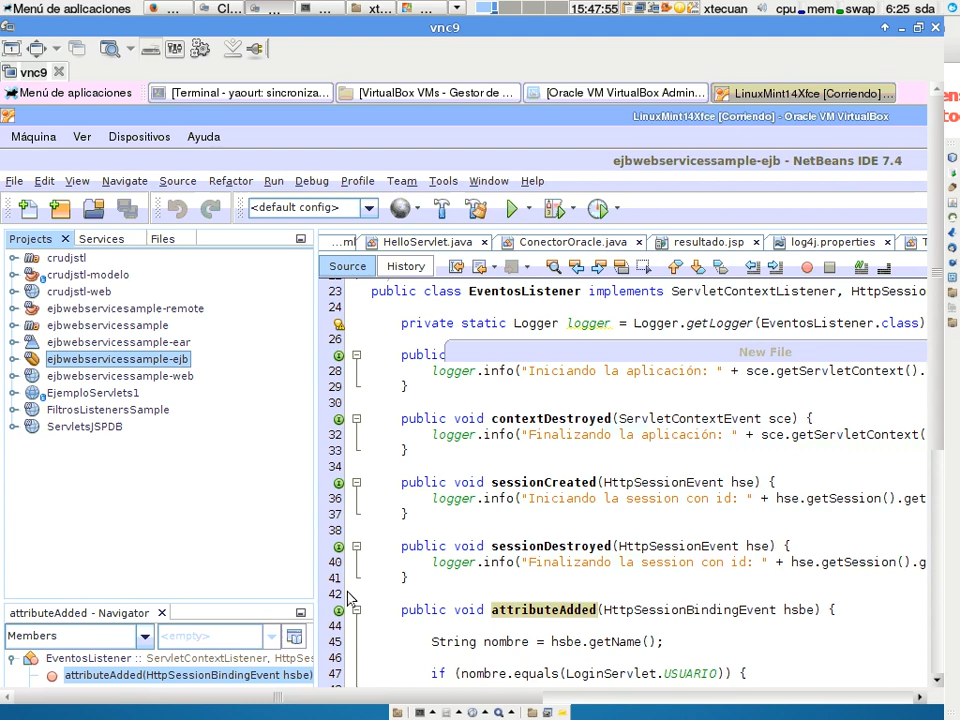 ... Cl... ... ... xt... ... 15:47:55 xtecuan cpu mem swap 6:25 sda
vnc9
vnc9
Menú de aplicaciones [Terminal - yaourt: sincroniza... [VirtualBox VMs - Gestor de ... [Oracle VM VirtualBox Admin... LinuxMint14Xfce [Corriendo] ...
LinuxMint14Xfce [Corriendo] - Oracle VM VirtualBox
Máquina Ver Dispositivos Ayuda
ejbwebservicessample-ejb - NetBeans IDE 7.4
File Edit View Navigate Source Refactor Run Debug Profile Team Tools Window Help
<default config>
Projects Services Files
...ml HelloServlet.java ConectorOracle.java resultado.jsp log4j.properties T
Source History
crudjstl
crudjstl-modelo
crudjstl-web
ejbwebservicesample-remote
ejbwebservicessample
ejbwebservicessample-ear
ejbwebservicessample-ejb
ejbwebservicessample-web
EjemploServlets1
FiltrosListenersSample
ServletsJSPDB
23 public class EventosListener implements ServletContextListener, HttpSessio
24
private static Logger logger = Logger.getLogger(EventosListener.class)
26
public
New File
28 logger.info("Iniciando la aplicación: " + sce.getServletContext().
29 }
30
public void contextDestroyed(ServletContextEvent sce) {
32 logger.info("Finalizando la aplicación: " + sce.getServletContext(
33 }
34
public void sessionCreated(HttpSessionEvent hse) {
36 logger.info("Iniciando la session con id: " + hse.getSession().get
37 }
38
public void sessionDestroyed(HttpSessionEvent hse) {
40 logger.info("Finalizando la session con id: " + hse.getSession().g
41 }
42
public void attributeAdded(HttpSessionBindingEvent hsbe) {
44
45 String nombre = hsbe.getName();
46
47 if (nombre.equals(LoginServlet.USUARIO)) {
attributeAdded - Navigator
Members <empty>
EventosListener :: ServletContextListener, HttpSes
attributeAdded(HttpSessionBindingEvent hsbe)